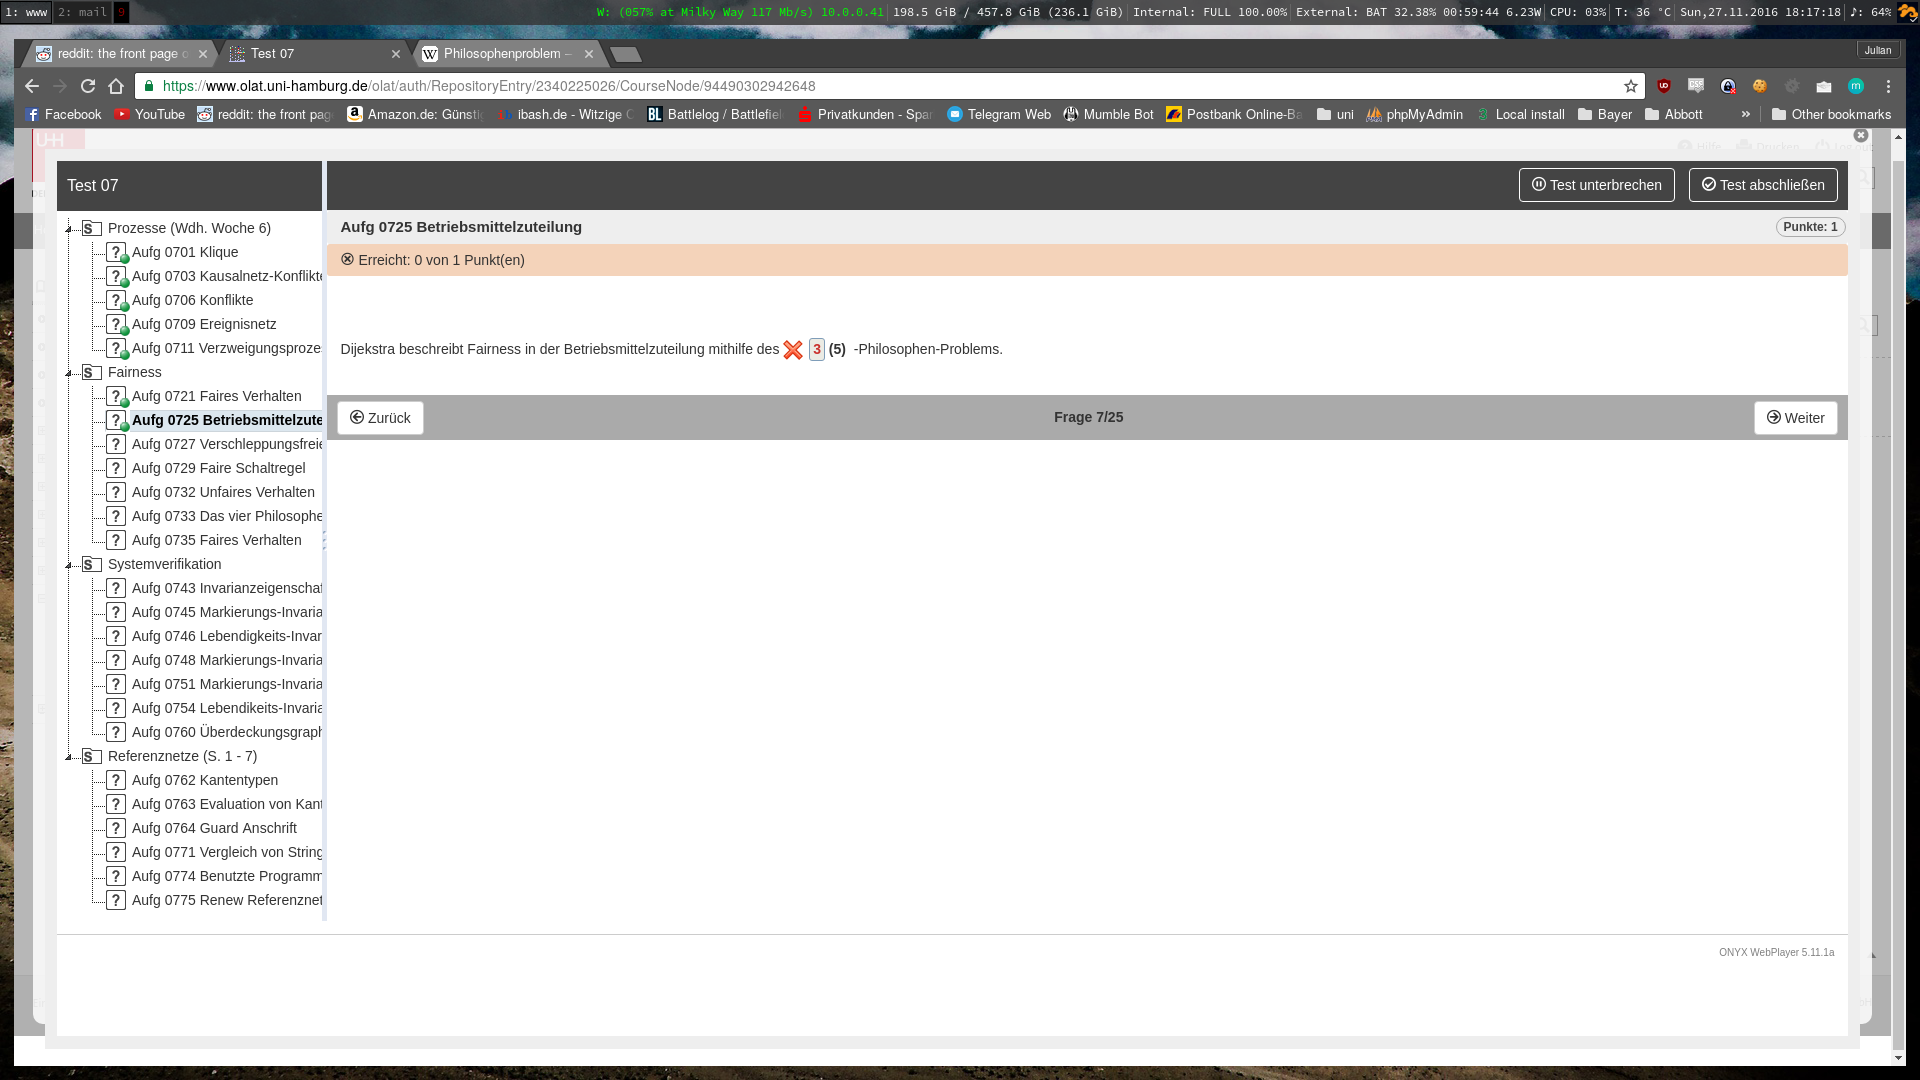 1: www 2: mail 9 W: (057% at Milky Way 117 Mb/s) 10.0.0.41 198.5 GiB / 457.8 GiB (236.1 GiB) Internal: FULL 100.00% External: BAT 32.38% 00:59:44 6.23W CPU: 03% T: 36 °C Sun,27.11.2016 18:17:18 ♪: 64%
reddit: the front page o Test 07 Philosophenproblem – Julian
https://www.olat.uni-hamburg.de/olat/auth/RepositoryEntry/2340225026/CourseNode/94490302942648
Facebook YouTube reddit: the front pag Amazon.de: Günsti ibash.de - Witzige Battlelog / Battlefiel Privatkunden - Spar Telegram Web Mumble Bot Postbank Online-Ba uni phpMyAdmin Local install Bayer Abbott » Other bookmarks
Hilfe Drucken
Test 07 Test unterbrechen Test abschließen
Aufg 0725 Betriebsmittelzuteilung Punkte: 1
Erreicht: 0 von 1 Punkt(en)
Dijekstra beschreibt Fairness in der Betriebsmittelzuteilung mithilfe des 3 (5) -Philosophen-Problems.
Zurück Frage 7/25 Weiter
Prozesse (Wdh. Woche 6)
Aufg 0701 Klique
Aufg 0703 Kausalnetz-Konflikte
Aufg 0706 Konflikte
Aufg 0709 Ereignisnetz
Aufg 0711 Verzweigungsproze
Fairness
Aufg 0721 Faires Verhalten
Aufg 0725 Betriebsmittelzute
Aufg 0727 Verschleppungsfreie
Aufg 0729 Faire Schaltregel
Aufg 0732 Unfaires Verhalten
Aufg 0733 Das vier Philosophe
Aufg 0735 Faires Verhalten
Systemverifikation
Aufg 0743 Invarianzeigenschaf
Aufg 0745 Markierungs-Invaria
Aufg 0746 Lebendigkeits-Invar
Aufg 0748 Markierungs-Invaria
Aufg 0751 Markierungs-Invaria
Aufg 0754 Lebendikeits-Invaria
Aufg 0760 Überdeckungsgraph
Referenznetze (S. 1 - 7)
Aufg 0762 Kantentypen
Aufg 0763 Evaluation von Kant
Aufg 0764 Guard Anschrift
Aufg 0771 Vergleich von String
Aufg 0774 Benutzte Programm
Aufg 0775 Renew Referenznet
ONYX WebPlayer 5.11.1a